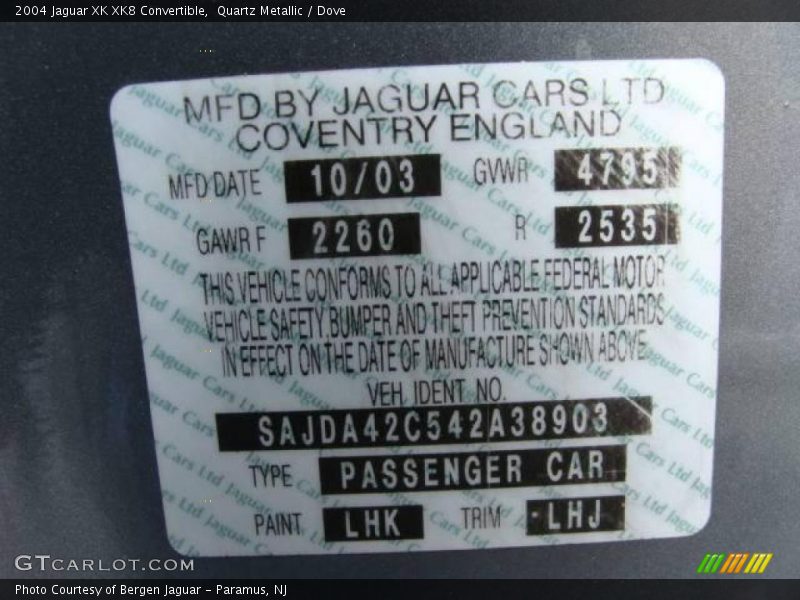 2004 Jaguar XK XK8 Convertible,  Quartz Metallic / Dove
MFD BY JAGUAR CARS LTD
COVENTRY ENGLAND
MFD DATE 10/03 GVWR 4795
GAWR F 2260 R 2535
THIS VEHICLE CONFORMS TO ALL APPLICABLE FEDERAL MOTOR
VEHICLE SAFETY BUMPER AND THEFT PREVENTION STANDARDS
IN EFFECT ON THE DATE OF MANUFACTURE SHOWN ABOVE.
VEH. IDENT NO.
SAJDA42C542A38903
TYPE PASSENGER CAR
PAINT LHK TRIM LHJ
GTCARLOT.COM
Photo Courtesy of Bergen Jaguar - Paramus, NJ